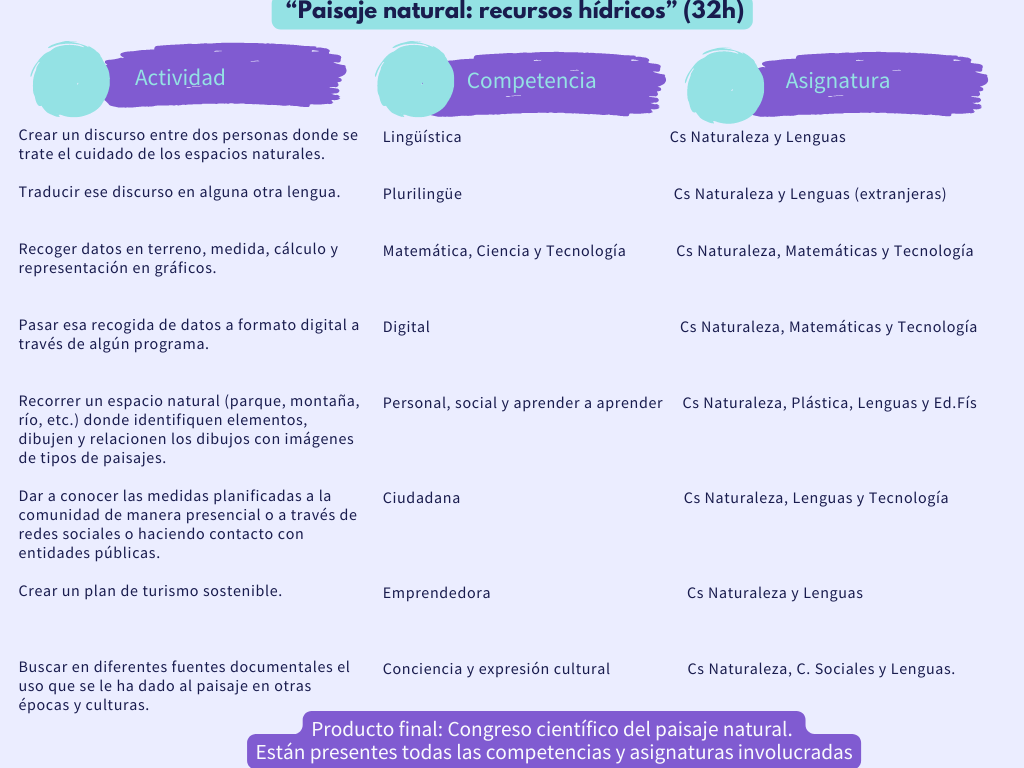 “Paisaje natural: recursos hídricos” (32h)
Actividad
Competencia
Asignatura
Crear un discurso entre dos personas donde se
trate el cuidado de los espacios naturales.
Lingüística
Cs Naturaleza y Lenguas
Traducir ese discurso en alguna otra lengua.
Plurilingüe
Cs Naturaleza y Lenguas (extranjeras)
Recoger datos en terreno, medida, cálculo y
representación en gráficos.
Matemática, Ciencia y Tecnología
Cs Naturaleza, Matemáticas y Tecnología
Pasar esa recogida de datos a formato digital a
través de algún programa.
Digital
Cs Naturaleza, Matemáticas y Tecnología
Recorrer un espacio natural (parque, montaña,
río, etc.) donde identifiquen elementos,
dibujen y relacionen los dibujos con imágenes
de tipos de paisajes.
Personal, social y aprender a aprender
Cs Naturaleza, Plástica, Lenguas y Ed.Fís
Dar a conocer las medidas planificadas a la
comunidad de manera presencial o a través de
redes sociales o haciendo contacto con
entidades públicas.
Ciudadana
Cs Naturaleza, Lenguas y Tecnología
Crear un plan de turismo sostenible.
Emprendedora
Cs Naturaleza y Lenguas
Buscar en diferentes fuentes documentales el
uso que se le ha dado al paisaje en otras
épocas y culturas.
Conciencia y expresión cultural
Cs Naturaleza, C. Sociales y Lenguas.
Producto final: Congreso científico del paisaje natural.
Están presentes todas las competencias y asignaturas involucradas